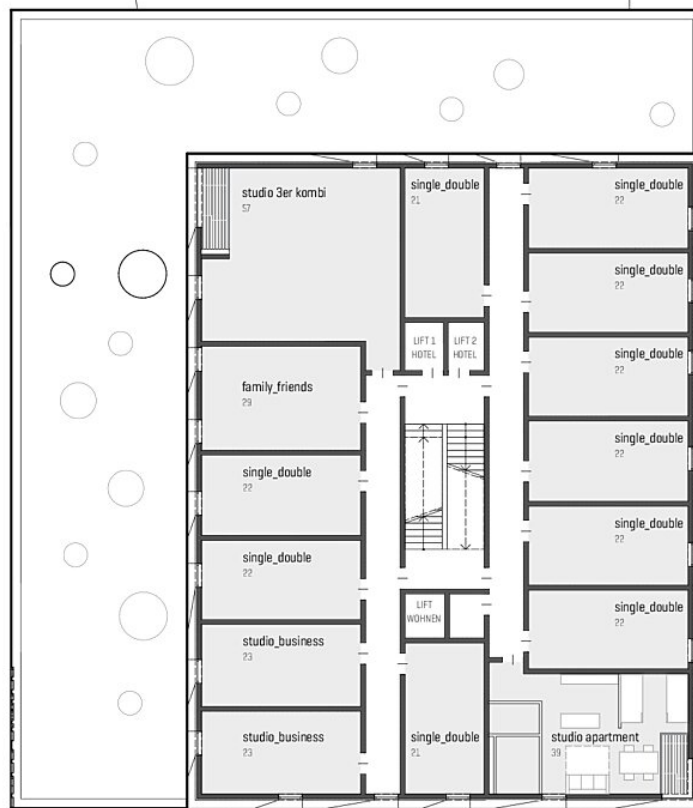 studio 3er kombi
57
single_double
21
single_double
22
single_double
22
LIFT 1
HOTEL
LIFT 2
HOTEL
single_double
22
family_friends
29
single_double
22
single_double
22
single_double
22
single_double
22
LIFT
WOHNEN
single_double
22
studio_business
23
studio_business
23
single_double
21
studio apartment
39